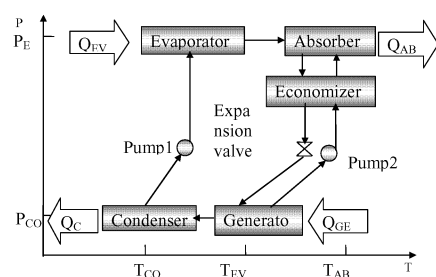 P
P_E
Q_EV
Evaporator
Absorber
Q_AB
Economizer
Expa
nsion
valve
Pump1
Pump2
P_CO
Q_C
Condenser
Generato
Q_GE
T_CO
T_EV
T_AB
T